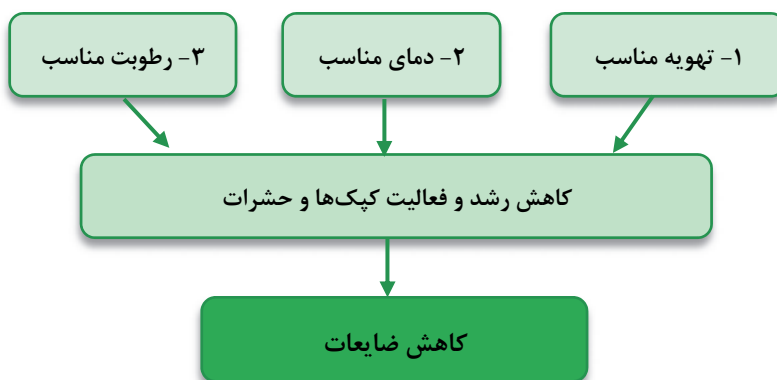 ۱- تهویه مناسب
۲- دمای مناسب
۳- رطوبت مناسب
کاهش رشد و فعالیت کپک‌ها و حشرات
کاهش ضایعات